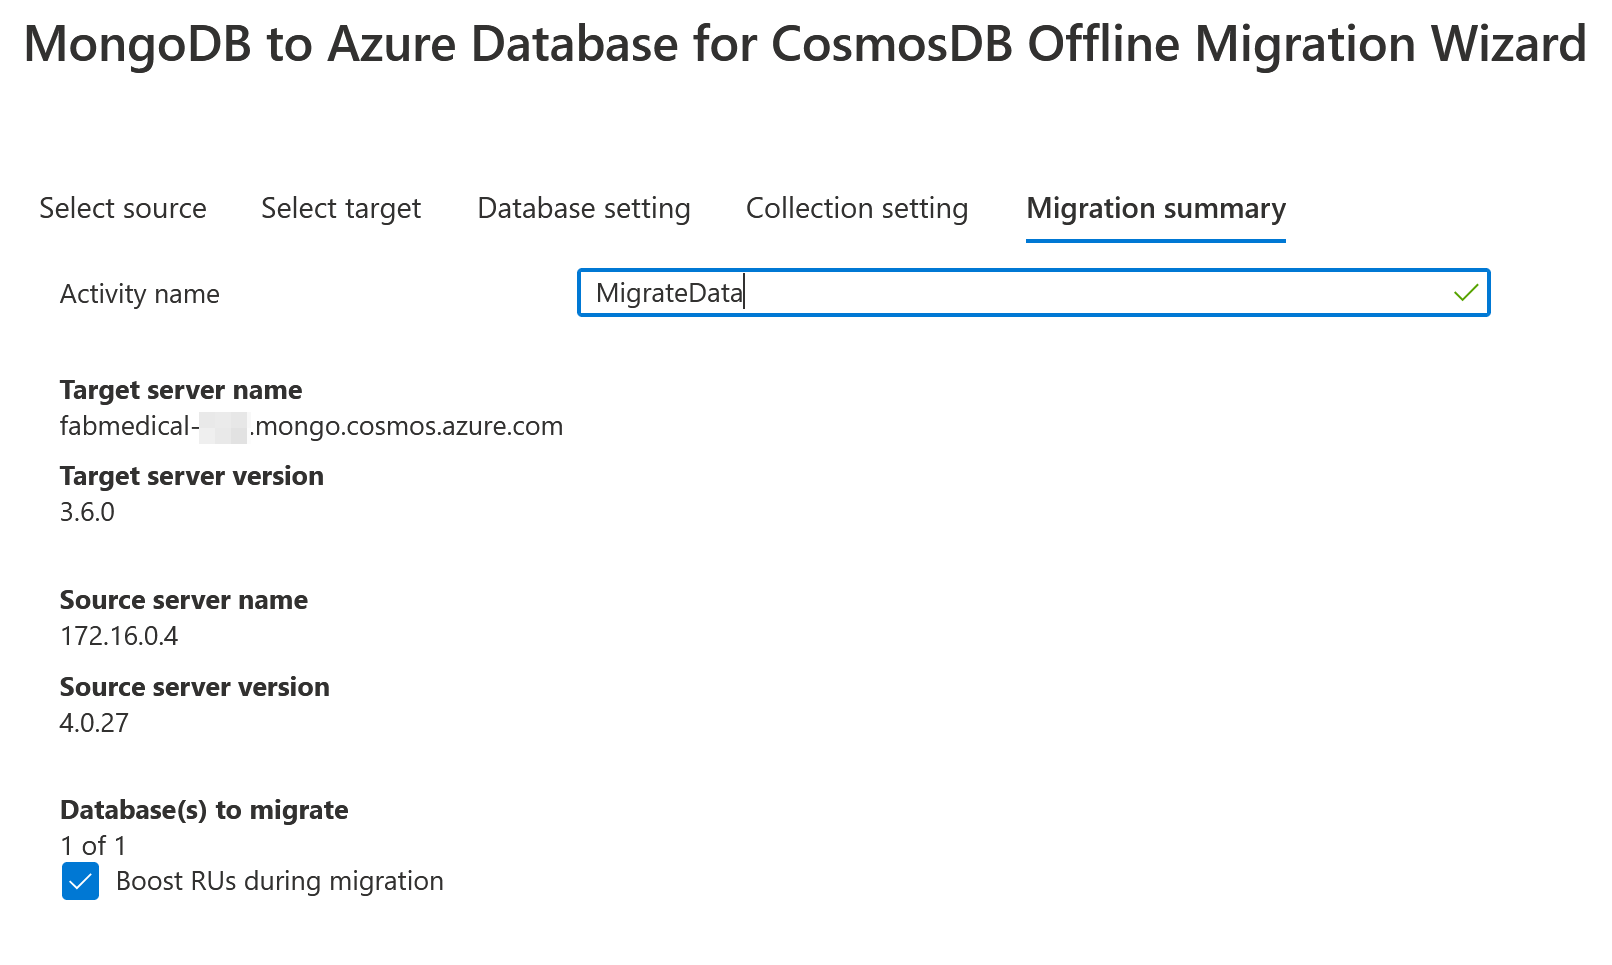 MongoDB to Azure Database for CosmosDB Offline Migration Wizard
Select source Select target Database setting Collection setting Migration summary
Activity name MigrateData
Target server name
fabmedical- .mongo.cosmos.azure.com
Target server version
3.6.0
Source server name
172.16.0.4
Source server version
4.0.27
Database(s) to migrate
1 of 1
Boost RUs during migration